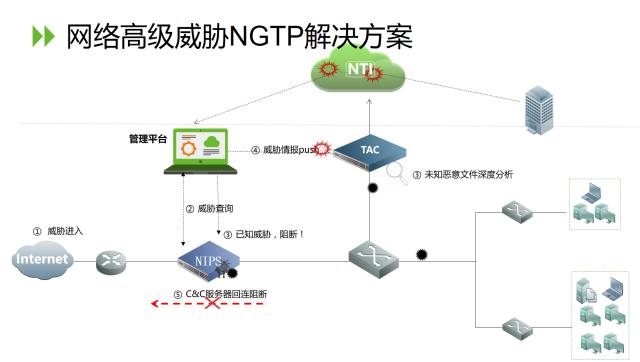 网络高级威胁NGTP解决方案
NTI
管理平台
④ 威胁情报push
TAC
③ 未知恶意文件深度分析
② 威胁查询
① 威胁进入
③ 已知威胁，阻断！
Internet
NIPS
⑤ C&C服务器回连阻断